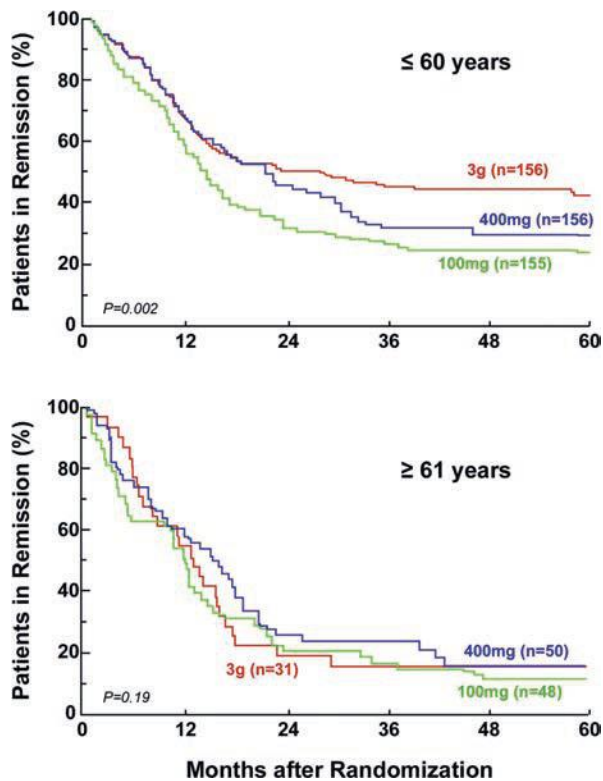 Patients in Remission (%)
100
80
60
40
20
0
≤ 60 years
3g (n=156)
400mg (n=156)
100mg (n=155)
P=0.002
0 12 24 36 48 60
Patients in Remission (%)
100
80
60
40
20
0
≥ 61 years
400mg (n=50)
3g (n=31)
100mg (n=48)
P=0.19
0 12 24 36 48 60
Months after Randomization